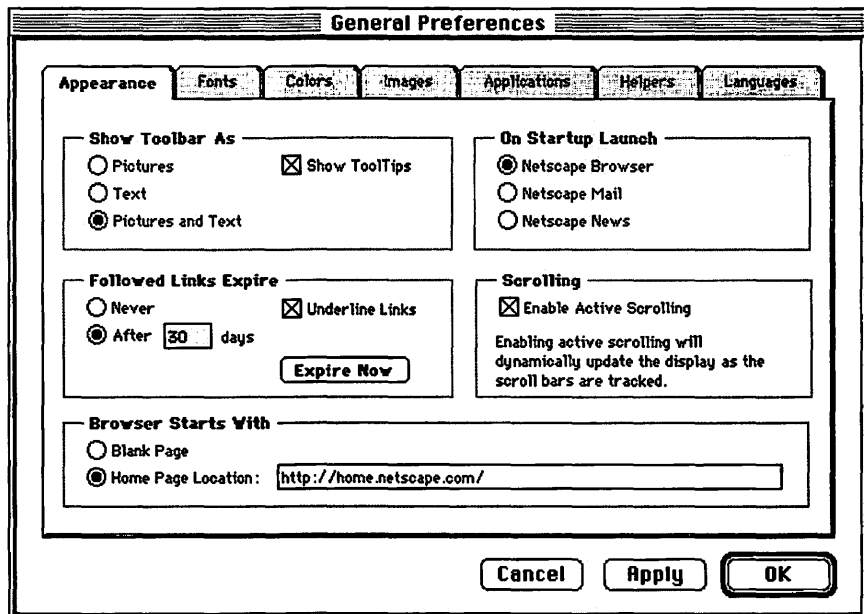 General Preferences
Appearance Fonts Colors Images Applications Helpers Languages
Show Toolbar As
Pictures
Show ToolTips
Text
Pictures and Text
On Startup Launch
Netscape Browser
Netscape Mail
Netscape News
Followed Links Expire
Never
Underline Links
After 30 days
Expire Now
Scrolling
Enable Active Scrolling
Enabling active scrolling will
dynamically update the display as the
scroll bars are tracked.
Browser Starts With
Blank Page
Home Page Location: http://home.netscape.com/
Cancel Apply OK